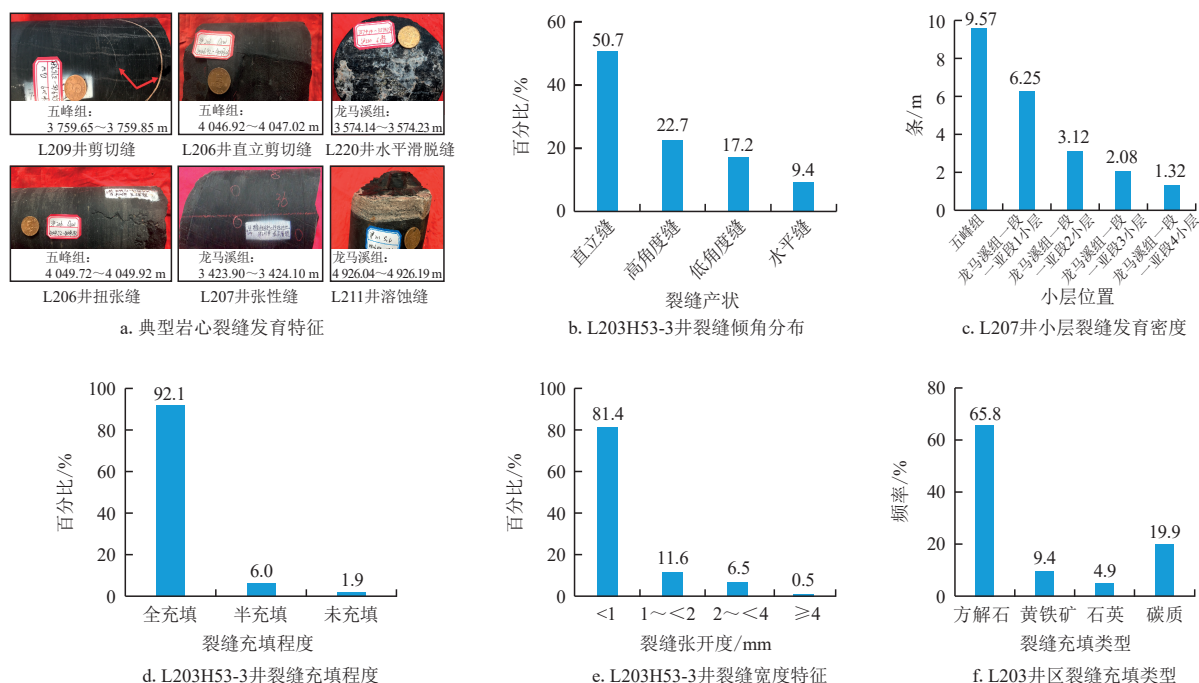 五峰组：
3 759.65～3 759.85 m
L209井剪切缝
五峰组：
4 046.92～4 047.02 m
L206井直立剪切缝
龙马溪组：
3 574.14～3 574.23 m
L220井水平滑脱缝
五峰组：
4 049.72～4 049.92 m
L206井扭张缝
龙马溪组：
3 423.90～3 424.10 m
L207井张性缝
龙马溪组：
4 926.04～4 926.19 m
L211井溶蚀缝
a. 典型岩心裂缝发育特征
百分比/%
60
40
20
0
50.7
22.7
17.2
9.4
直立缝
高角度缝
低角度缝
水平缝
裂缝产状
b. L203H53-3井裂缝倾角分布
条/m
10
8
6
4
2
0
9.57
6.25
3.12
2.08
1.32
五峰组
龙马溪组一段
一亚段1小层
龙马溪组一段
一亚段2小层
龙马溪组一段
一亚段3小层
龙马溪组一段
一亚段4小层
小层位置
c. L207井小层裂缝发育密度
百分比/%
100
80
60
40
20
0
92.1
6.0
1.9
全充填
半充填
未充填
裂缝充填程度
d. L203H53-3井裂缝充填程度
百分比/%
100
80
60
40
20
0
81.4
11.6
6.5
0.5
<1
1～<2
2～<4
≥4
裂缝张开度/mm
e. L203H53-3井裂缝宽度特征
频率/%
80
60
40
20
0
65.8
9.4
4.9
19.9
方解石
黄铁矿
石英
碳质
裂缝充填类型
f. L203井区裂缝充填类型